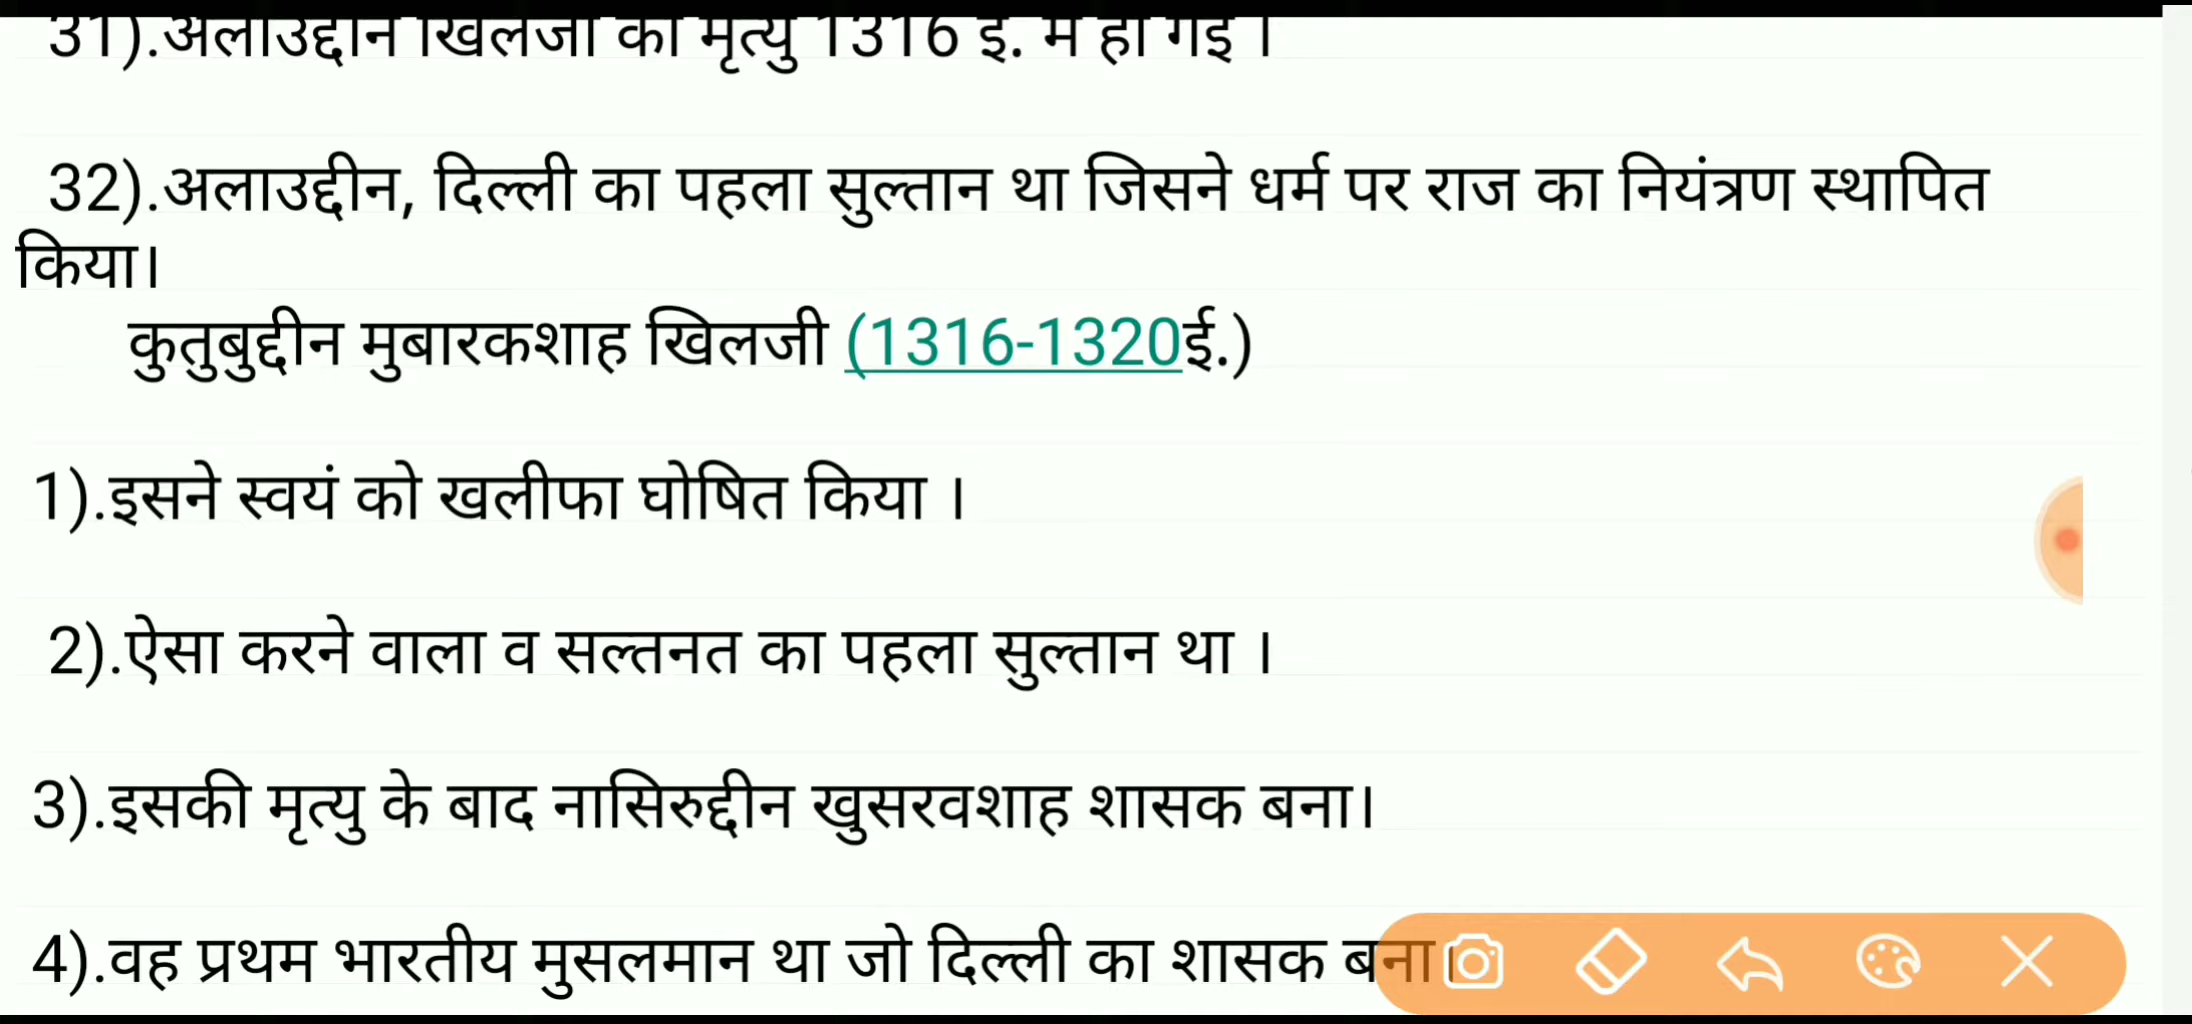 31).अलाउद्दीन खिलजी की मृत्यु 1316 ई. में हो गई ।
32).अलाउद्दीन, दिल्ली का पहला सुल्तान था जिसने धर्म पर राज का नियंत्रण स्थापित
किया।
कुतुबुद्दीन मुबारकशाह खिलजी (1316-1320ई.)
1).इसने स्वयं को खलीफा घोषित किया ।
2).ऐसा करने वाला व सल्तनत का पहला सुल्तान था ।
3).इसकी मृत्यु के बाद नासिरुद्दीन खुसरवशाह शासक बना।
4).वह प्रथम भारतीय मुसलमान था जो दिल्ली का शासक बना।